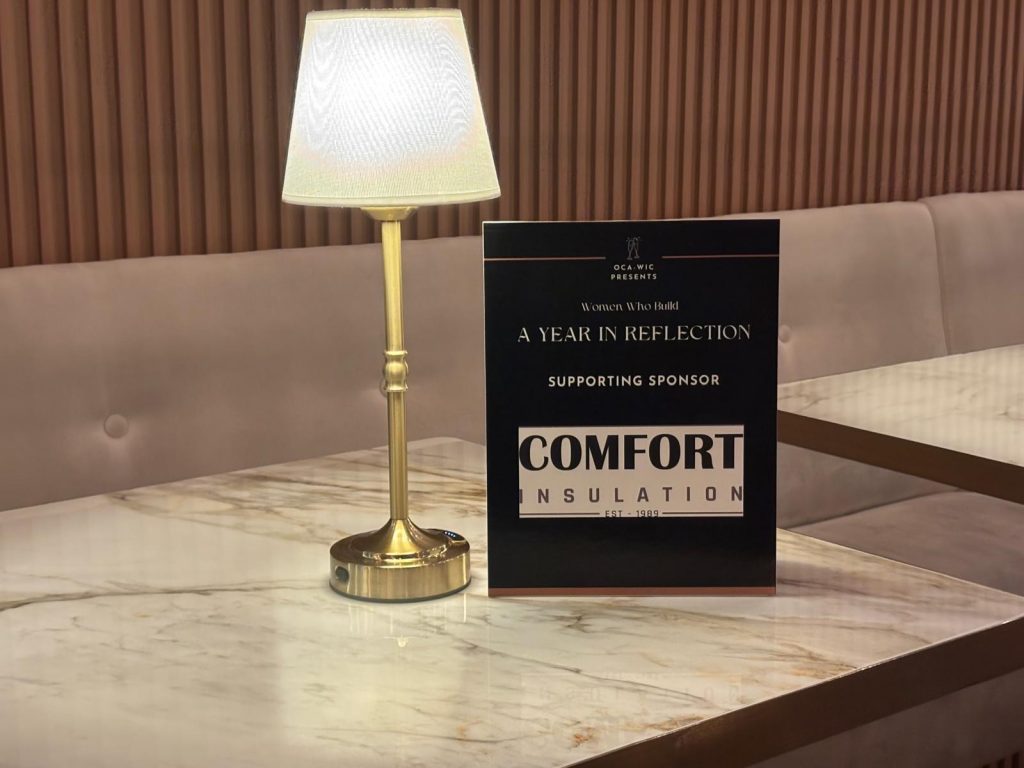 OCA-WIC
PRESENTS
Women Who Build
A YEAR IN REFLECTION
SUPPORTING SPONSOR
COMFORT
INSULATION
EST - 1989